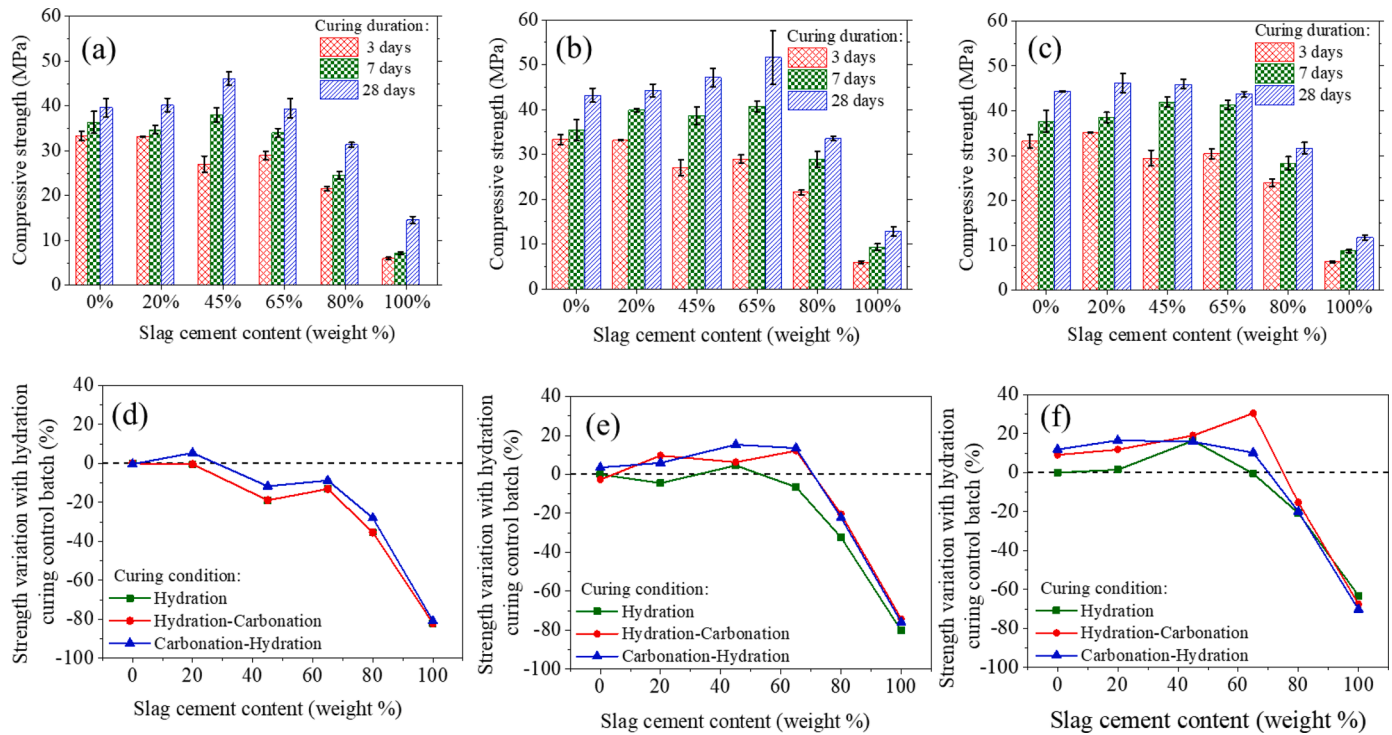 (a)
Curing duration:
3 days
7 days
28 days
Compressive strength (MPa)
60
50
40
30
20
10
0
0% 20% 45% 65% 80% 100%
Slag cement content (weight %)
(b)
Curing duration:
3 days
7 days
28 days
Compressive strength (MPa)
60
50
40
30
20
10
0
0% 20% 45% 65% 80% 100%
Slag cement content (weight %)
(c)
Curing duration:
3 days
7 days
28 days
Compressive strength (MPa)
60
50
40
30
20
10
0
0% 20% 45% 65% 80% 100%
Slag cement content (weight %)
(d)
Strength variation with hydration
curing control batch (%)
40
20
0
-20
-40
-60
-80
-100
Curing condition:
Hydration
Hydration-Carbonation
Carbonation-Hydration
0 20 40 60 80 100
Slag cement content (weight %)
(e)
Strength variation with hydration
curing control batch (%)
40
20
0
-20
-40
-60
-80
-100
Curing condition:
Hydration
Hydration-Carbonation
Carbonation-Hydration
0 20 40 60 80 100
Slag cement content (weight %)
(f)
Strength variation with hydration
curing control batch (%)
40
20
0
-20
-40
-60
-80
-100
Curing condition:
Hydration
Hydration-Carbonation
Carbonation-Hydration
0 20 40 60 80 100
Slag cement content (weight %)